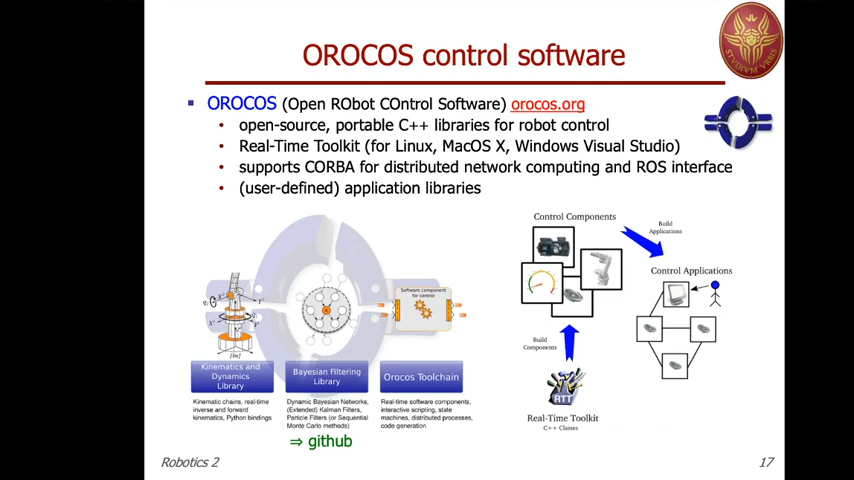 OROCOS control software
OROCOS (Open RObot COntrol Software) orocos.org
open-source, portable C++ libraries for robot control
Real-Time Toolkit (for Linux, MacOS X, Windows Visual Studio)
supports CORBA for distributed network computing and ROS interface
(user-defined) application libraries
Software component
for control
Kinematics and
Dynamics
Library
Kinematic chains, real-time
inverse and forward
kinematics, Python bindings
Bayesian Filtering
Library
Dynamic Bayesian Networks,
(Extended) Kalman Filters,
Particle Filters (or Sequential
Monte Carlo methods)
Orocos Toolchain
Real-time software components,
interactive scripting, state
machines, distributed processes,
code generation
⇒ github
Control Components
Build
Applications
Control Applications
Build
Components
RTT
Real-Time Toolkit
C++ Classes
Robotics 2
17